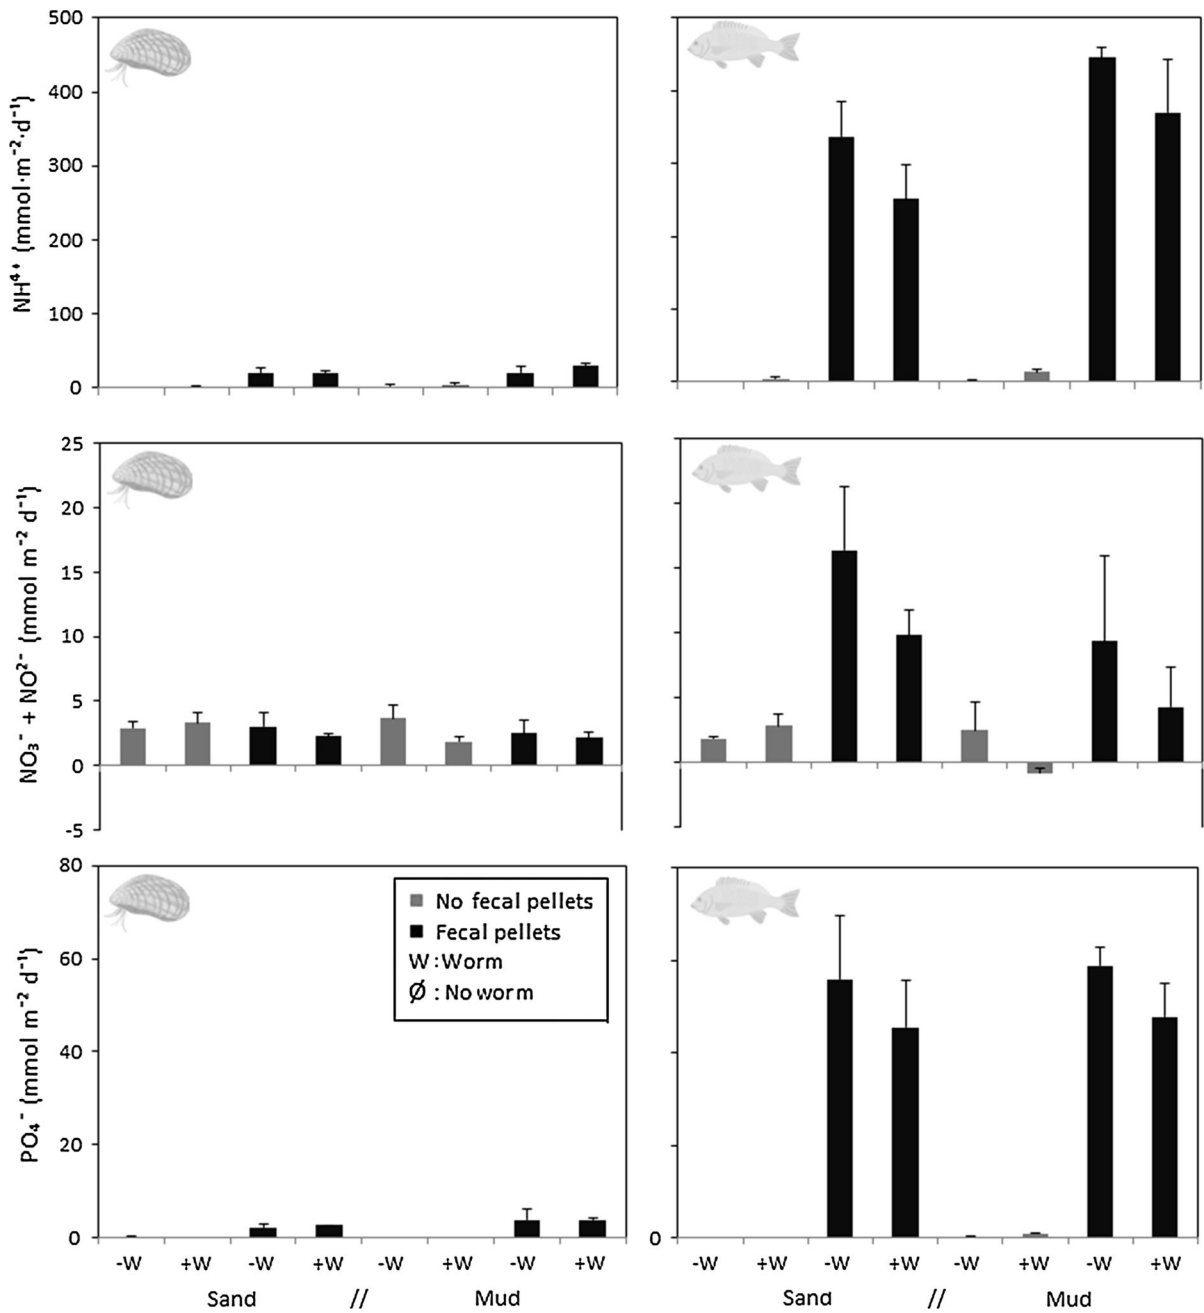 500
400
300
200
100
0
NH⁴⁺ (mmol·m⁻²·d⁻¹)
25
20
15
10
5
0
-5
NO₃⁻ + NO²⁻ (mmol m⁻² d⁻¹)
80
60
40
20
0
PO₄⁻ (mmol m⁻² d⁻¹)
No fecal pellets
Fecal pellets
W : Worm
Ø : No worm
0
-W +W -W +W -W +W -W +W
Sand // Mud
-W +W -W +W -W +W -W +W
Sand // Mud